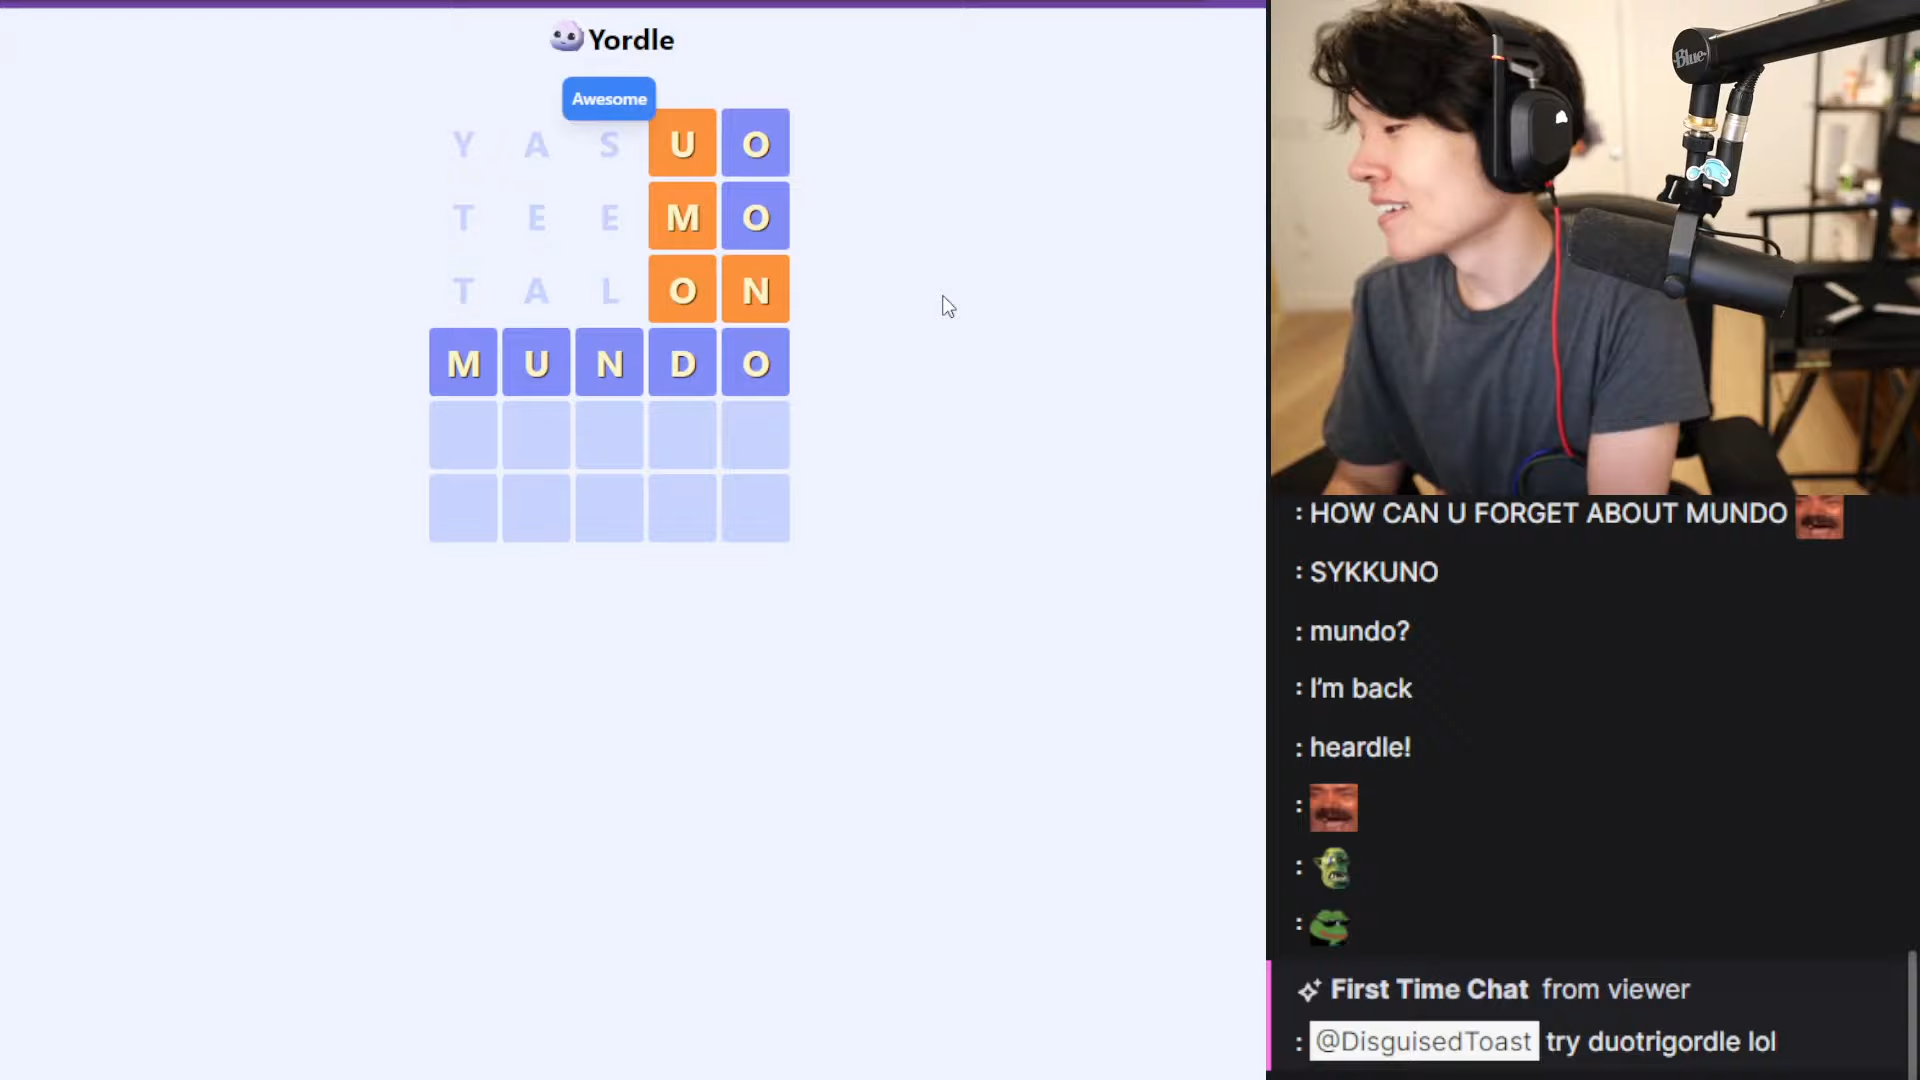 Yordle
Awesome
Y A S U O
T E E M O
T A L O N
M U N D O
Blue
: HOW CAN U FORGET ABOUT MUNDO
: SYKKUNO
: mundo?
: I'm back
: heardle!
:
:
:
First Time Chat from viewer
: @DisguisedToast try duotrigordle lol